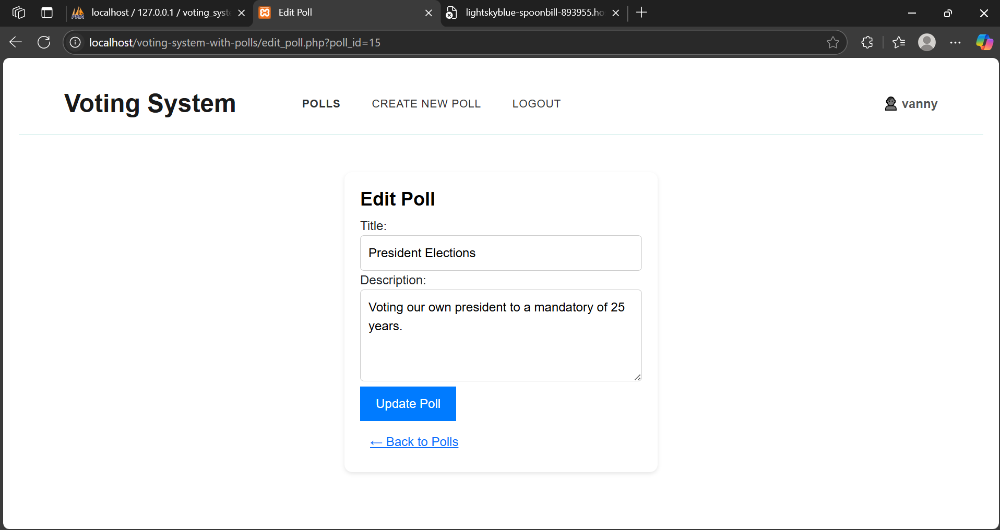 localhost / 127.0.0.1 / voting_syst
Edit Poll
lightskyblue-spoonbill-893955.ho
localhost/voting-system-with-polls/edit_poll.php?poll_id=15
Voting System
POLLS
CREATE NEW POLL
LOGOUT
vanny
Edit Poll
Title:
President Elections
Description:
Voting our own president to a mandatory of 25
years.
Update Poll
← Back to Polls